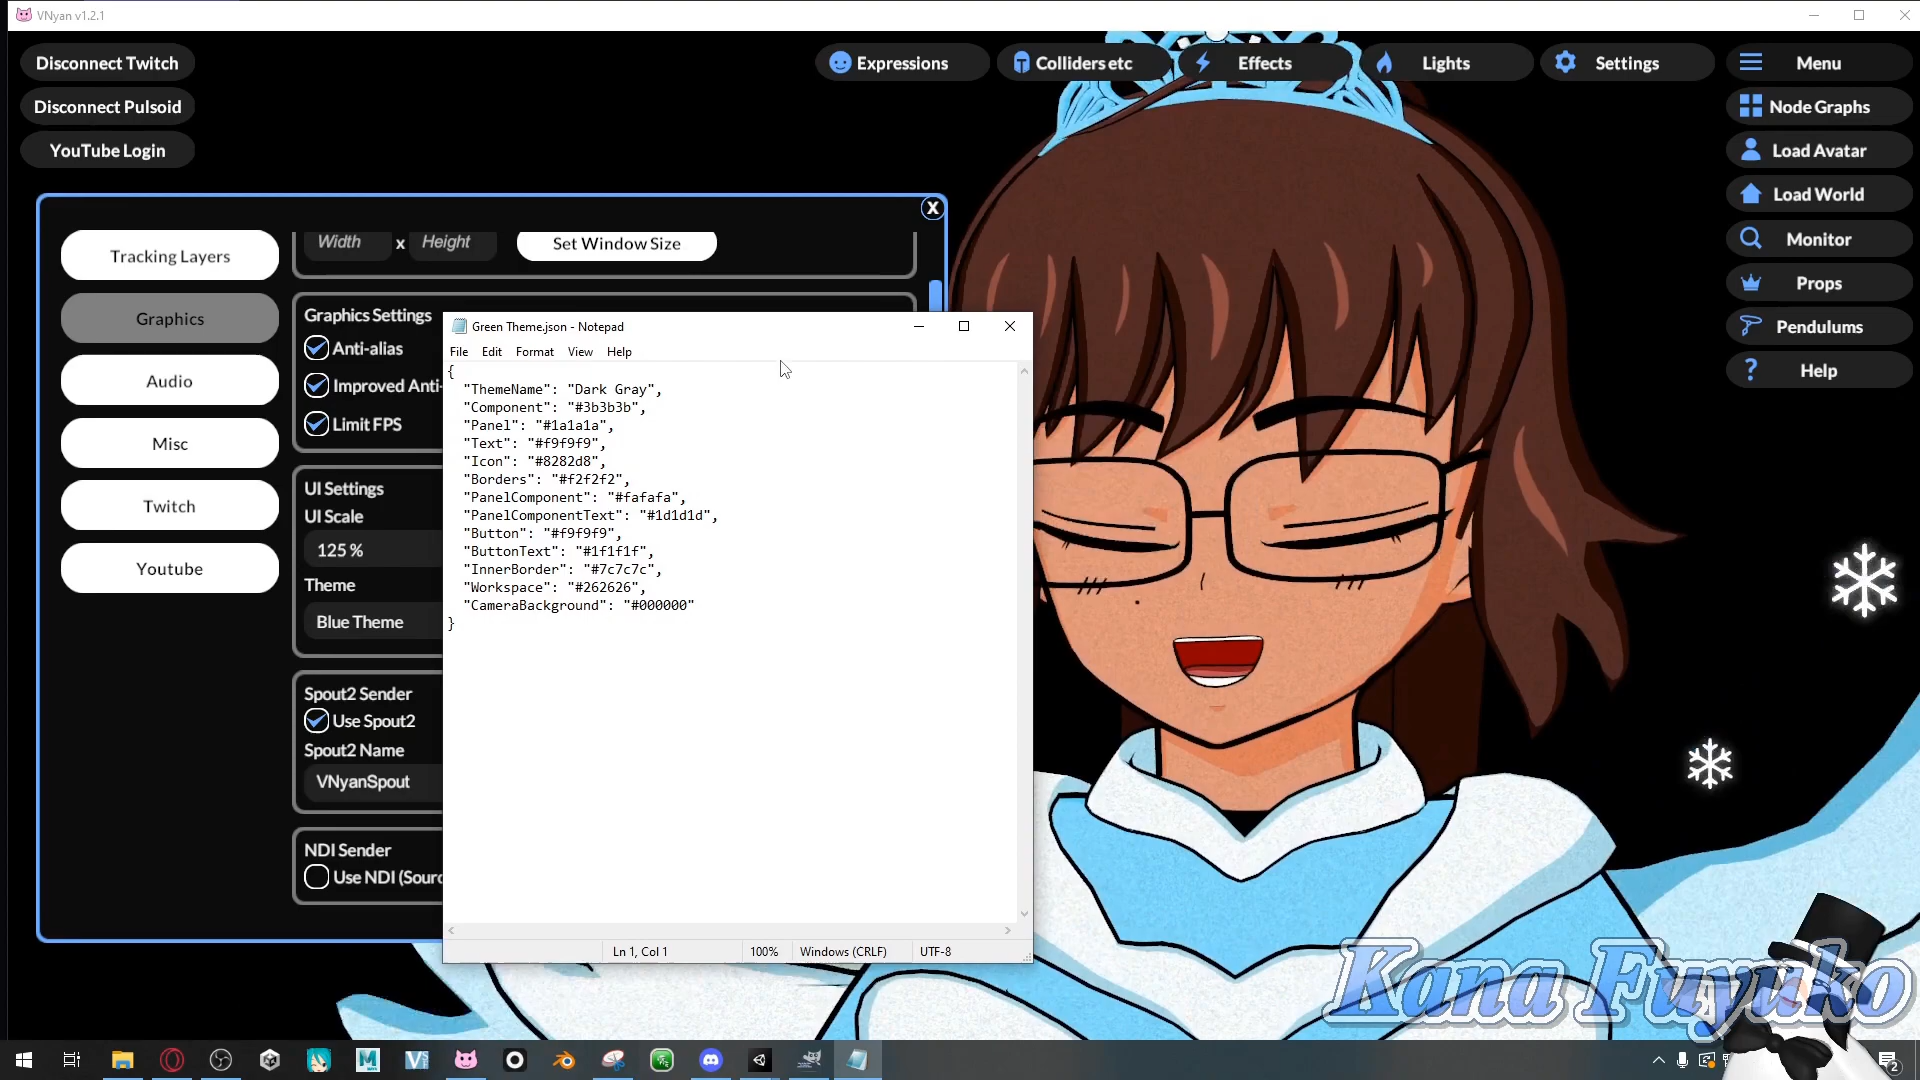 VNyan v1.2.1
Disconnect Twitch
Disconnect Pulsoid
YouTube Login
Expressions
Colliders etc
Effects
Lights
Settings
Menu
Node Graphs
Load Avatar
Load World
Monitor
Props
Pendulums
Help
X
Tracking Layers
Graphics
Audio
Misc
Twitch
Youtube
Width x Height Set Window Size
Graphics Settings
Anti-alias
Improved Anti-
Limit FPS
UI Settings
UI Scale
125 %
Theme
Blue Theme
Spout2 Sender
Use Spout2
Spout2 Name
VNyanSpout
NDI Sender
Use NDI (Sourc
Green Theme.json - Notepad
File Edit Format View Help
{
"ThemeName": "Dark Gray",
"Component": "#3b3b3b",
"Panel": "#1a1a1a",
"Text": "#f9f9f9",
"Icon": "#8282d8",
"Borders": "#f2f2f2",
"PanelComponent": "#fafafa",
"PanelComponentText": "#1d1d1d",
"Button": "#f9f9f9",
"ButtonText": "#1f1f1f",
"InnerBorder": "#7c7c7c",
"Workspace": "#262626",
"CameraBackground": "#000000"
}
Ln 1, Col 1 100% Windows (CRLF) UTF-8
Kana Fuyuko
2